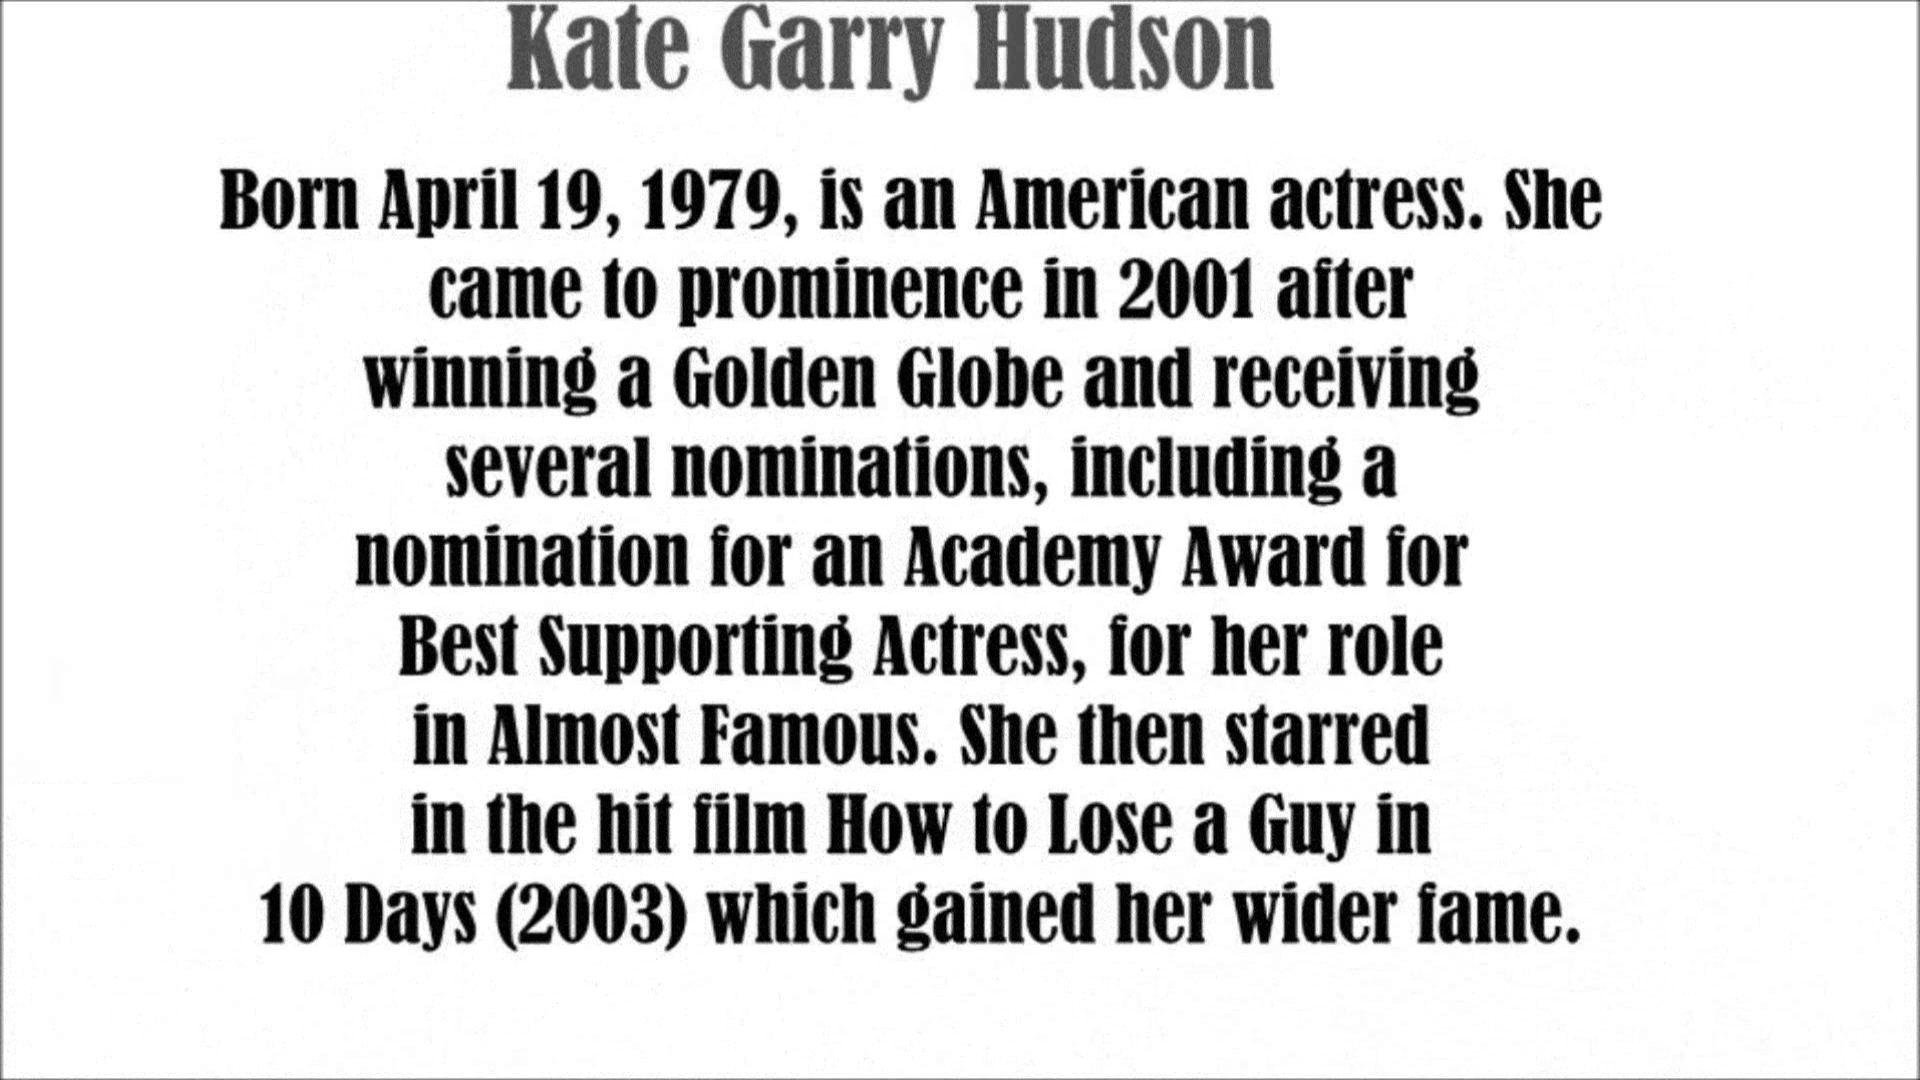 Kate Garry Hudson
Born April 19, 1979, is an American actress. She
came to prominence in 2001 after
winning a Golden Globe and receiving
several nominations, including a
nomination for an Academy Award for
Best Supporting Actress, for her role
in Almost Famous. She then starred
in the hit film How to Lose a Guy in
10 Days (2003) which gained her wider fame.